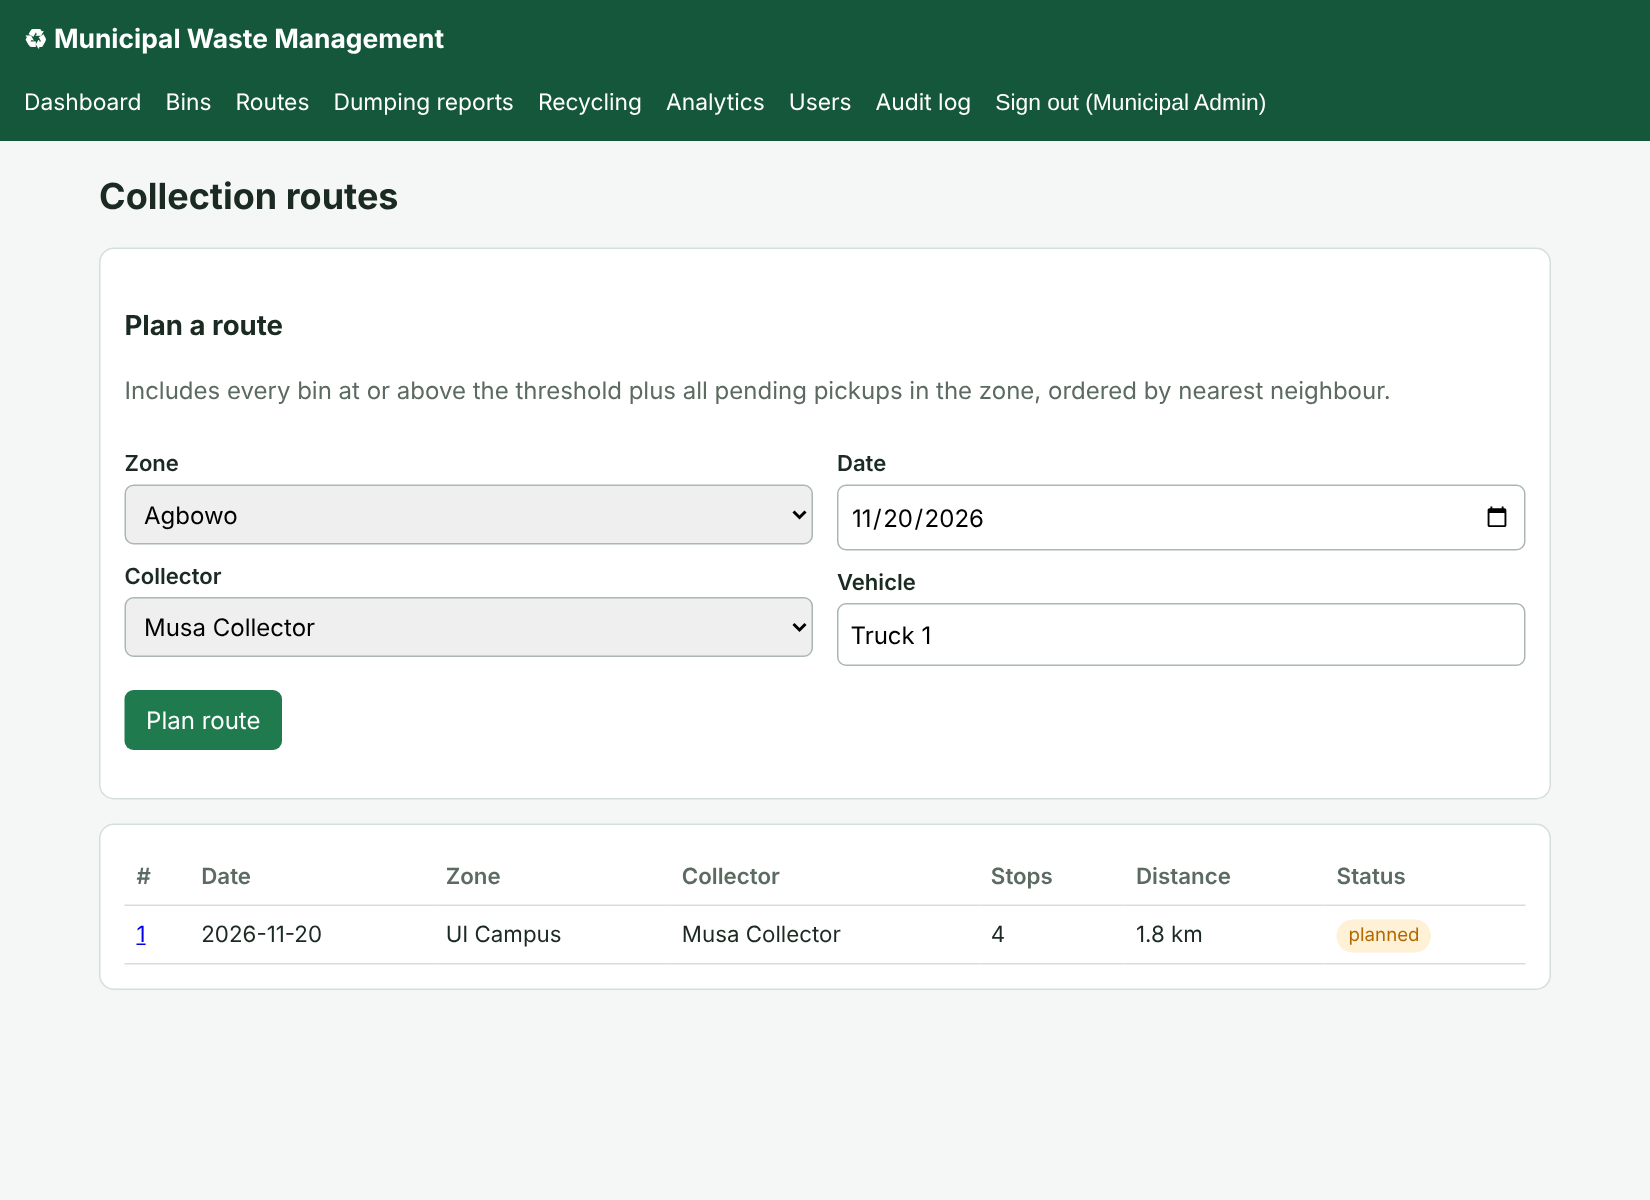 ♻ Municipal Waste Management
Dashboard Bins Routes Dumping reports Recycling Analytics Users Audit log Sign out (Municipal Admin)
Collection routes
Plan a route
Includes every bin at or above the threshold plus all pending pickups in the zone, ordered by nearest neighbour.
Zone Date
Agbowo 11/20/2026
Collector Vehicle
Musa Collector Truck 1
Plan route
# Date Zone Collector Stops Distance Status
1 2026-11-20 UI Campus Musa Collector 4 1.8 km planned